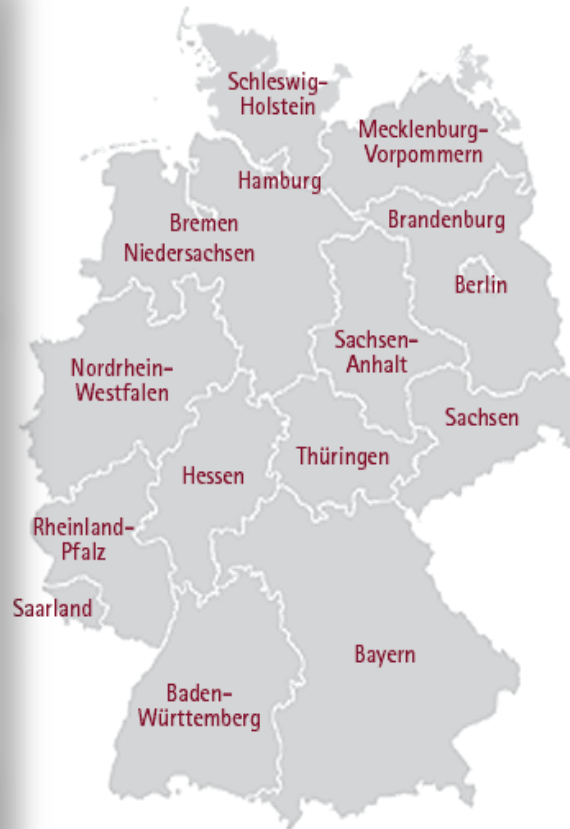 Schleswig-
Holstein
Mecklenburg-
Vorpommern
Hamburg
Bremen
Brandenburg
Niedersachsen
Berlin
Sachsen-
Anhalt
Nordrhein-
Westfalen
Sachsen
Thüringen
Hessen
Rheinland-
Pfalz
Saarland
Bayern
Baden-
Württemberg